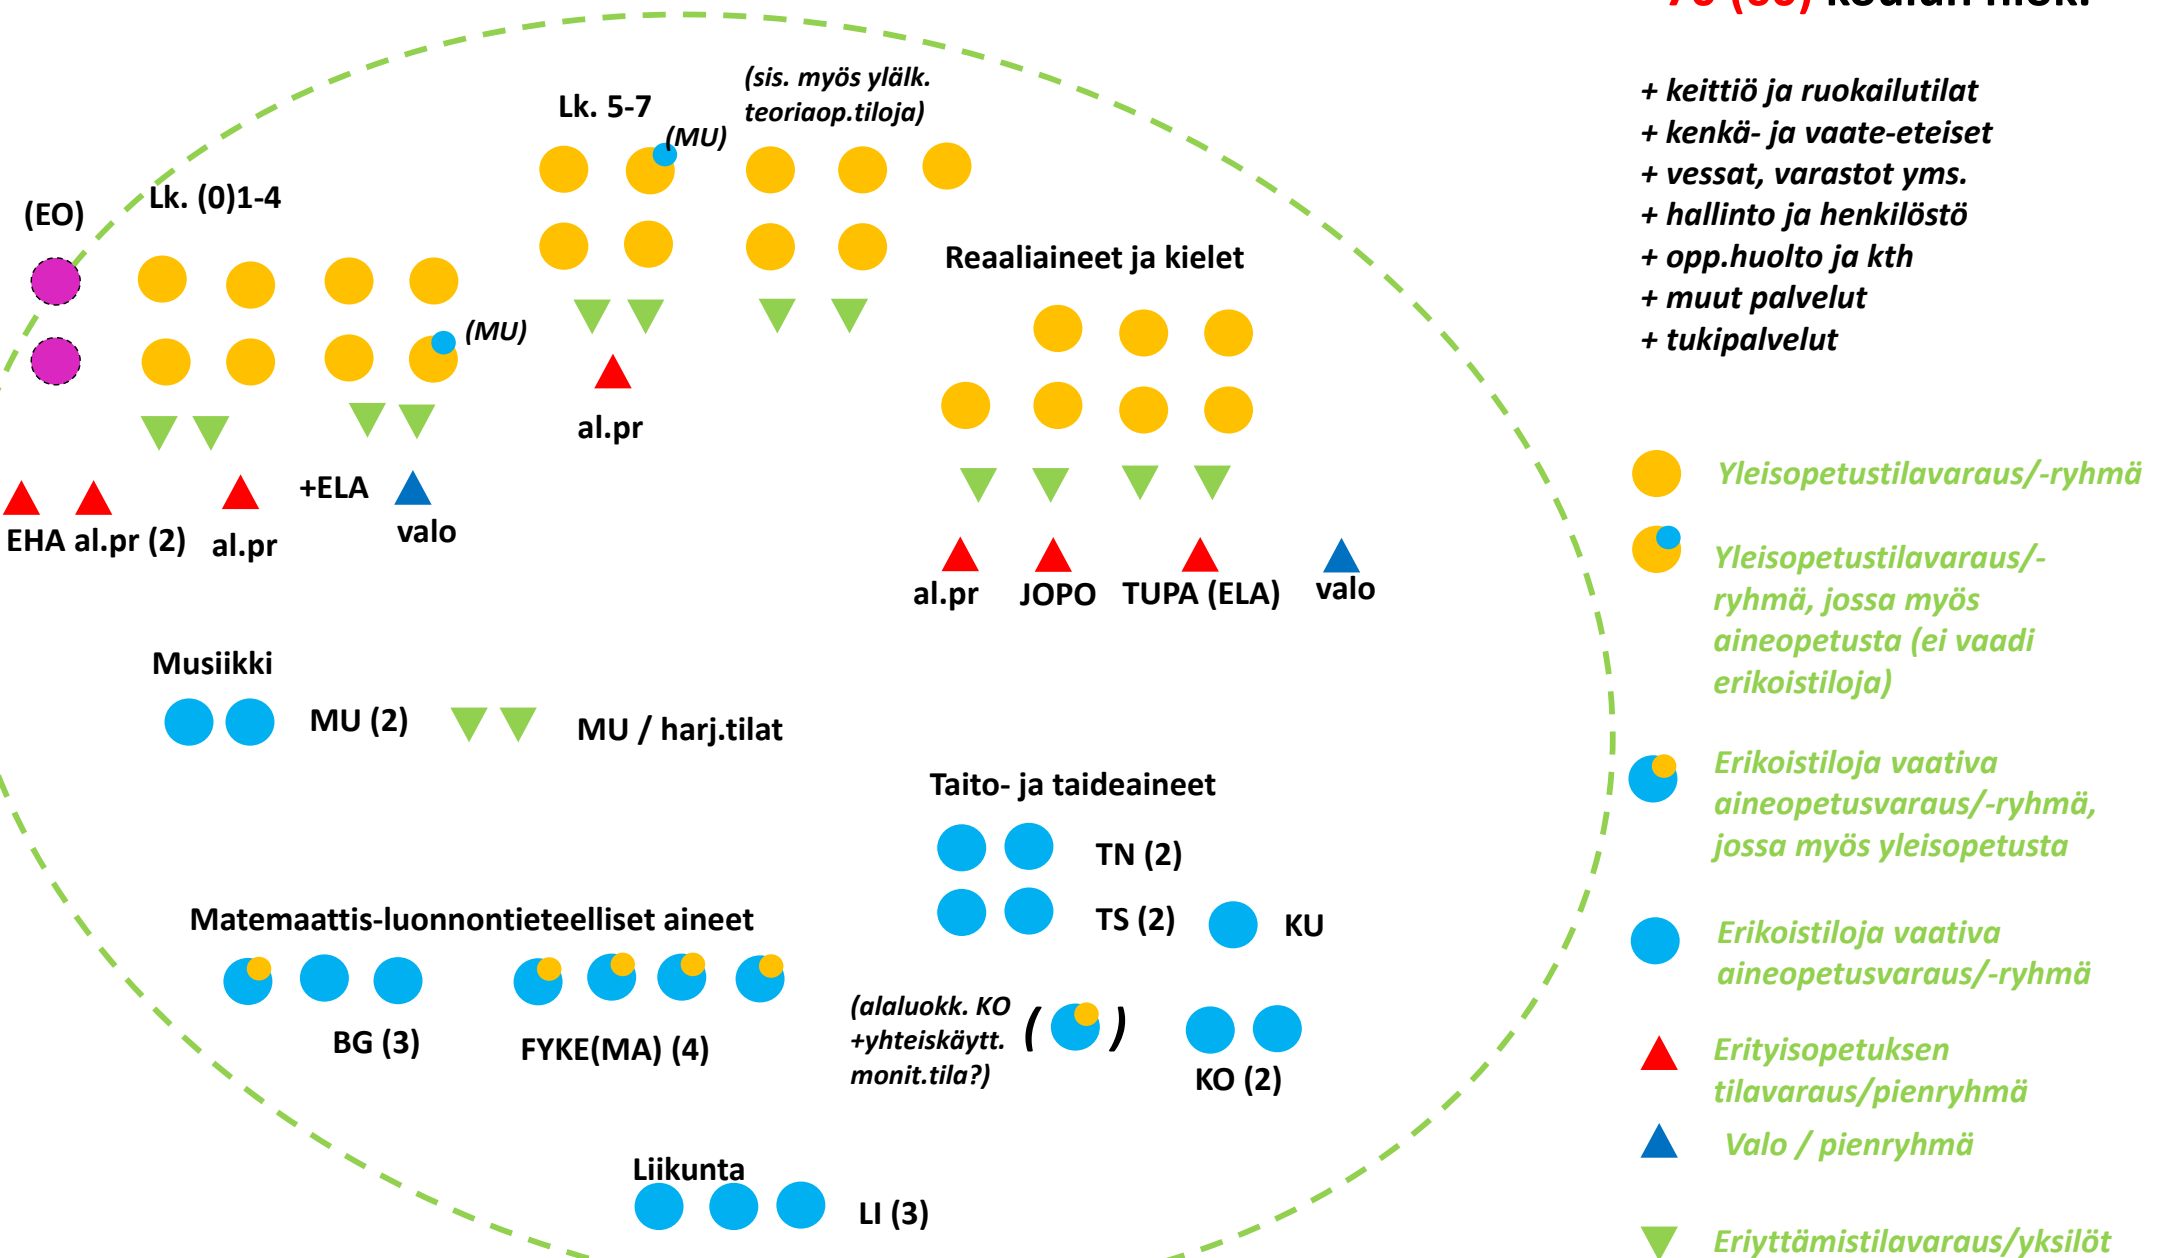 koulun hlök.
+ keittiö ja ruokailutilat
+ kenkä- ja vaate-eteiset
+ vessat, varastot yms.
+ hallinto ja henkilöstö
+ opp.huolto ja kth
+ muut palvelut
+ tukipalvelut
(sis. myös ylälk.
teoriaop.tiloja)
Lk. 5-7
(MU)
Lk. (0)1-4
(EO)
(MU)
al.pr
+ELA
valo
EHA al.pr (2)
al.pr
Reaaliaineet ja kielet
al.pr
JOPO
TUPA (ELA)
valo
Musiikki
MU (2)
MU / harj.tilat
Taito- ja taideaineet
TN (2)
TS (2)
KU
Matemaattis-luonnontieteelliset aineet
BG (3)
FYKE(MA) (4)
(alaluokk. KO
+yhteiskäytt.
monit.tila?)
( )
KO (2)
Liikunta
LI (3)
Yleisopetustilavaraus/-ryhmä
Yleisopetustilavaraus/-
ryhmä, jossa myös
aineopetusta (ei vaadi
erikoistiloja)
Erikoistiloja vaativa
aineopetusvaraus/-ryhmä,
jossa myös yleisopetusta
Erikoistiloja vaativa
aineopetusvaraus/-ryhmä
Erityisopetuksen
tilavaraus/pienryhmä
Valo / pienryhmä
Eriyttämistilavaraus/yksilöt